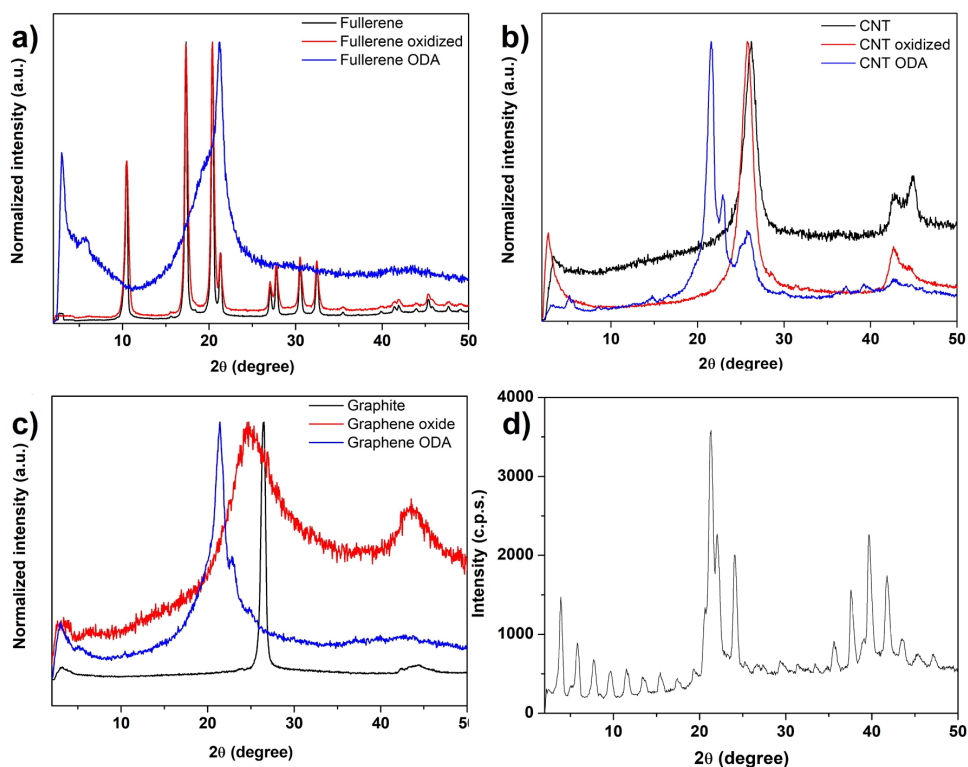 a)
Fullerene
Fullerene oxidized
Fullerene ODA
Normalized intensity (a.u.)
10 20 30 40 50
2θ (degree)
b)
CNT
CNT oxidized
CNT ODA
Normalized intensity (a.u.)
10 20 30 40 50
2θ (degree)
c)
Graphite
Graphene oxide
Graphene ODA
Normalized intensity (a.u.)
10 20 30 40 50
2θ (degree)
d)
Intensity (c.p.s.)
4000
3000
2000
1000
500
0
10 20 30 40 50
2θ (degree)